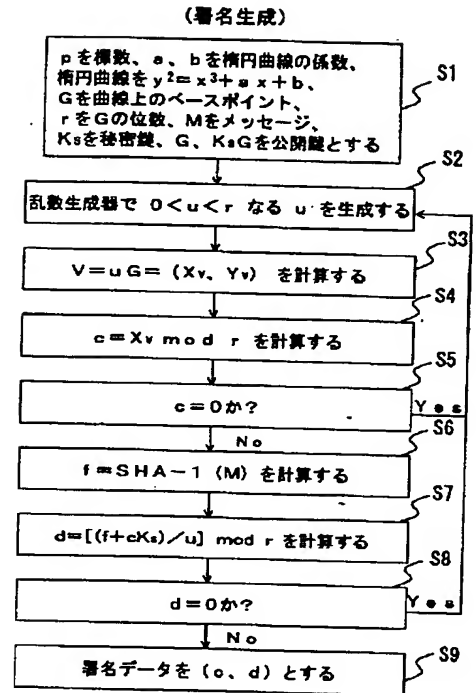 (署名生成)
pを標数、a、bを楕円曲線の係数、
楕円曲線をy²=x³+ax+b、
Gを曲線上のベースポイント、
rをGの位数、Mをメッセージ、
Ksを秘密鍵、G、KsGを公開鍵とする
S1
S2
乱数生成器で 0<u<r なる u を生成する
S3
V=uG=(Xv、Yv) を計算する
S4
c=Xv mod r を計算する
S5
c=0か?
Yes
No
S6
f=SHA-1(M) を計算する
S7
d=[(f+cKs)/u] mod r を計算する
S8
d=0か?
Yes
No
S9
署名データを(c、d)とする